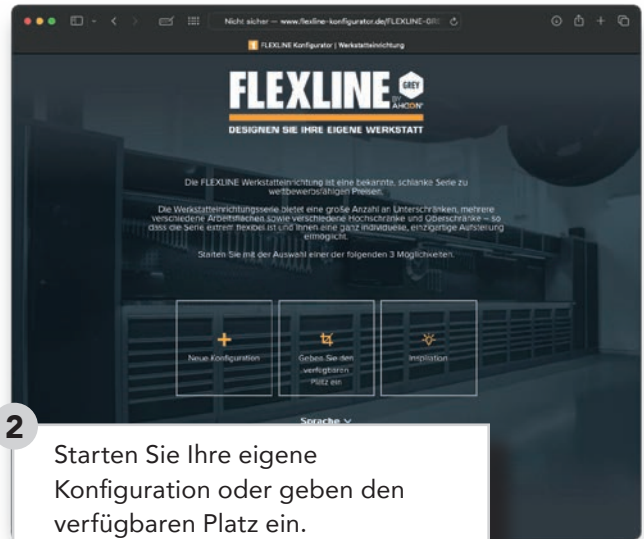 Nicht sicher — www.flexline-konfigurator.de/FLEXLINE-GRE
FLEXLINE Konfigurator | Werkstatteinrichtung
FLEXLINE GREY
BY
AHCON
DESIGNEN SIE IHRE EIGENE WERKSTATT
Die FLEXLINE Werkstatteinrichtung ist eine bekannte, schlanke Serie zu
wettbewerbsfähigen Preisen.
Die Werkstatteinrichtungsserie bietet eine große Anzahl an Unterschränken, mehrere
verschiedene Arbeitsflächen sowie verschiedene Hochschränke und Oberschränke – so
dass die Serie extrem flexibel ist und Ihnen eine ganz individuelle, einzigartige Aufstellung
ermöglicht.
Starten Sie mit der Auswahl einer der folgenden 3 Möglichkeiten.
Neue Konfiguration
Geben Sie den
verfügbaren
Platz ein
Inspiration
Sprache
2
Starten Sie Ihre eigene
Konfiguration oder geben den
verfügbaren Platz ein.